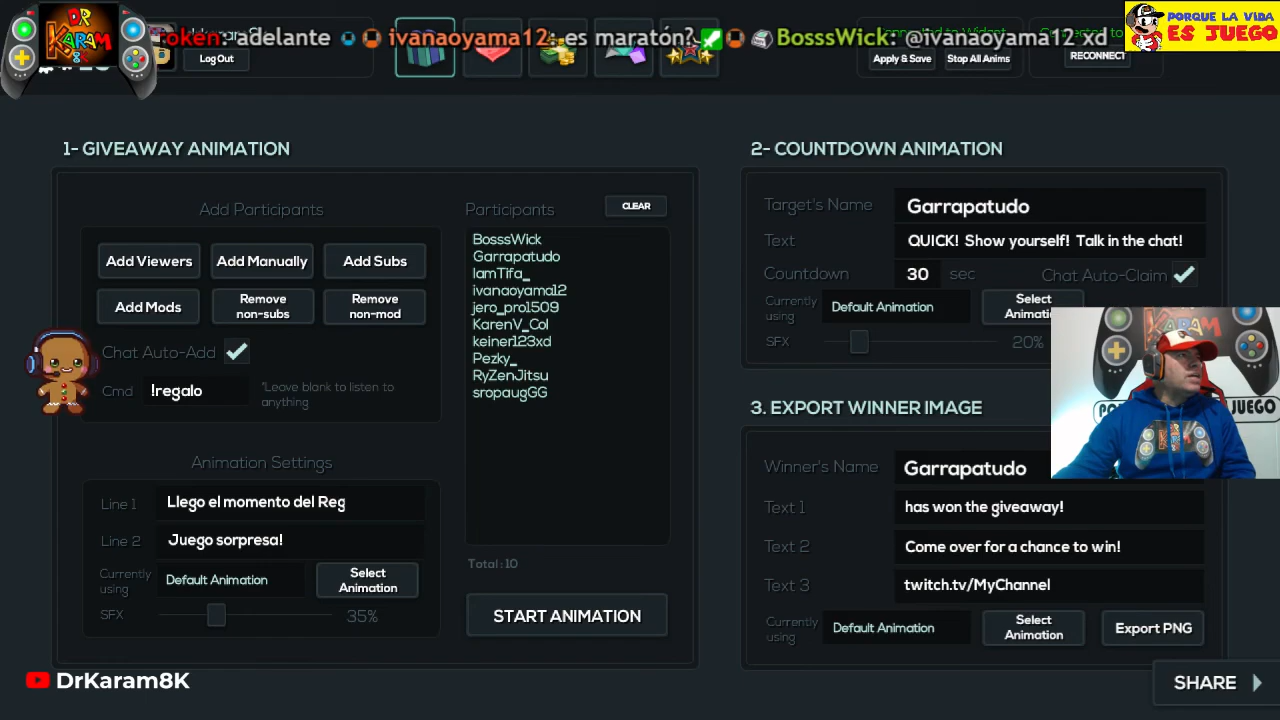 DR
KARAM
oken: adelante ivanaoyama12: es maratón? BosssWick: @ivanaoyama12 xd
PORQUE LA VIDA
ES JUEGO
Log Out
Apply & Save
Stop All Anims
RECONNECT
1- GIVEAWAY ANIMATION
Add Participants
Add Viewers
Add Manually
Add Subs
Add Mods
Remove
non-subs
Remove
non-mod
Chat Auto-Add
Cmd !regalo
*Leave blank to listen to
anything
Animation Settings
Line 1 Llego el momento del Reg
Line 2 Juego sorpresa!
Currently
using
Default Animation
Select
Animation
SFX 35%
Participants
CLEAR
BosssWick
Garrapatudo
IamTifa_
ivanaoyama12
jero_pro1509
KarenV_Col
keiner123xd
Pezky_
RyZenJitsu
sropaugGG
Total: 10
START ANIMATION
2- COUNTDOWN ANIMATION
Target's Name Garrapatudo
Text QUICK! Show yourself! Talk in the chat!
Countdown 30 sec Chat Auto-Claim
Currently
using
Default Animation
Select
Animation
SFX 20%
3. EXPORT WINNER IMAGE
Winner's Name Garrapatudo
Text 1 has won the giveaway!
Text 2 Come over for a chance to win!
Text 3 twitch.tv/MyChannel
Currently
using
Default Animation
Select
Animation
Export PNG
KARAM
JUEGO
DrKaram8K
SHARE